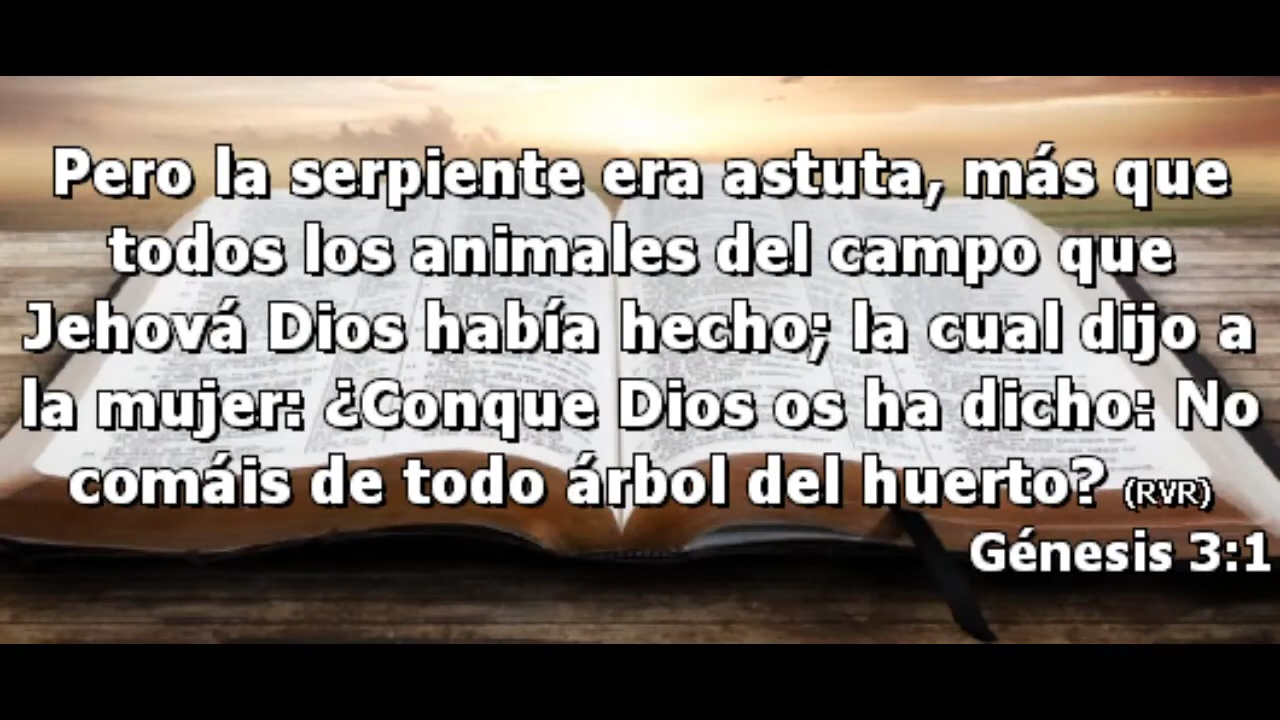 Pero la serpiente era astuta, más que
todos los animales del campo que
Jehová Dios había hecho; la cual dijo a
la mujer: ¿Conque Dios os ha dicho: No
comáis de todo árbol del huerto? (RVR)
Génesis 3:1